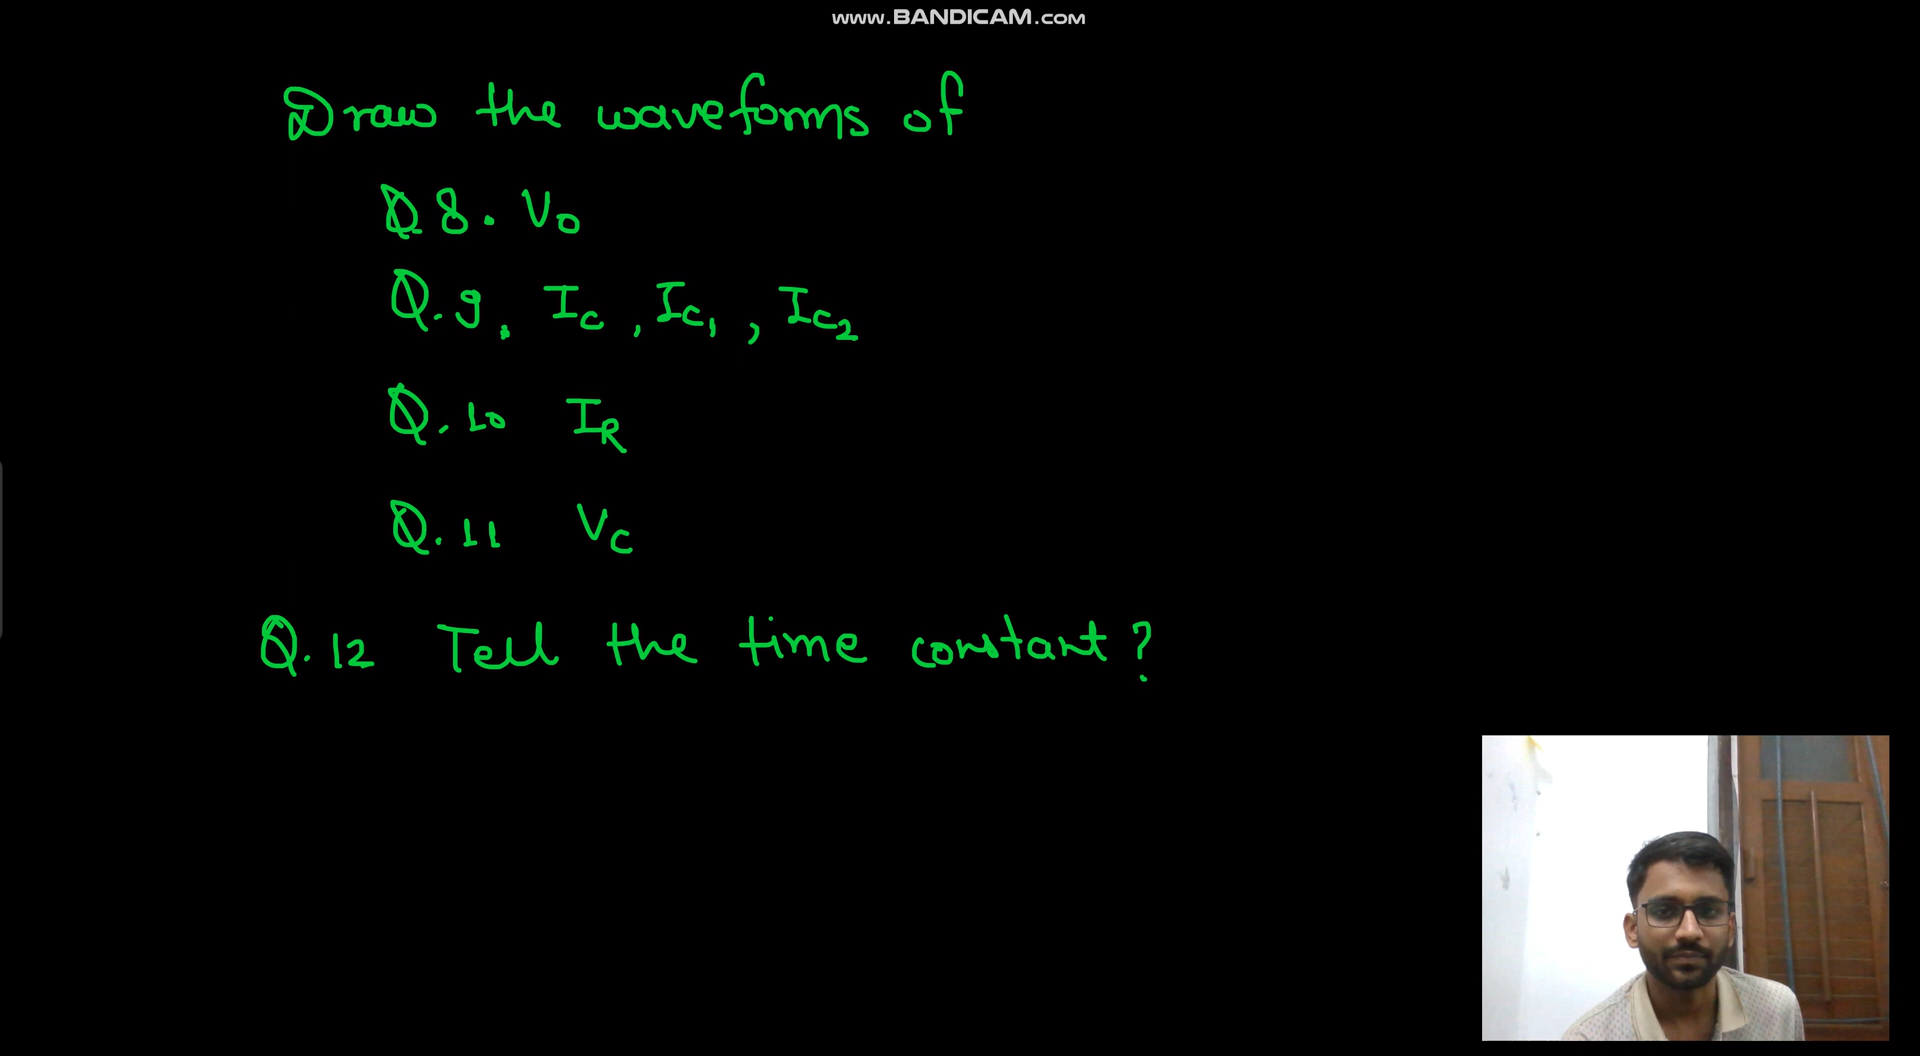 www.BANDICAM.com
Draw the waveforms of
Q8. Vo
Q.9. Ic, Ic1, Ic2
Q.10 IR
Q.11 Vc
Q.12 Tell the time constant?